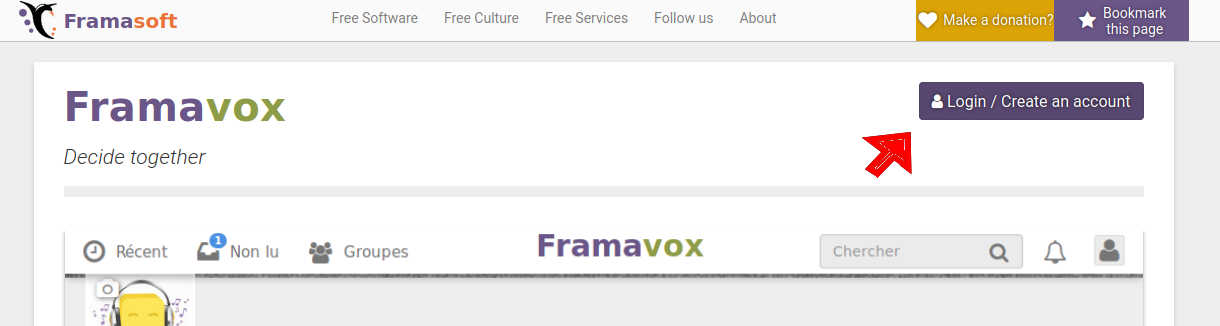 Framasoft
Free Software Free Culture Free Services Follow us About
Make a donation?
Bookmark
this page
Framavox
Login / Create an account
Decide together
Récent
1
Non lu
Groupes
Framavox
Chercher